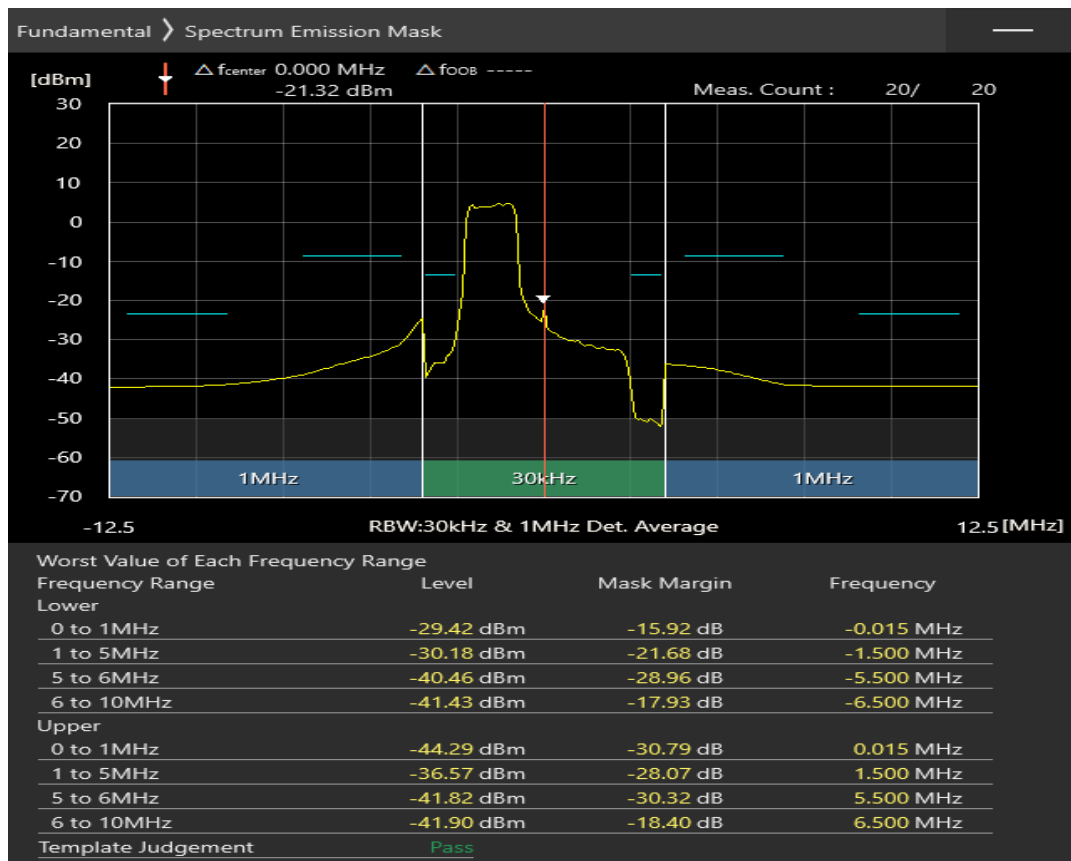 Fundamental ❯ Spectrum Emission Mask
[dBm] △ fcenter 0.000 MHz △ fOOB -----
-21.32 dBm Meas. Count : 20/ 20
30
20
10
0
-10
-20
-30
-40
-50
-60
-70
1MHz 30kHz 1MHz
-12.5 RBW:30kHz & 1MHz Det. Average 12.5 [MHz]
Worst Value of Each Frequency Range
Frequency Range Level Mask Margin Frequency
Lower
0 to 1MHz -29.42 dBm -15.92 dB -0.015 MHz
1 to 5MHz -30.18 dBm -21.68 dB -1.500 MHz
5 to 6MHz -40.46 dBm -28.96 dB -5.500 MHz
6 to 10MHz -41.43 dBm -17.93 dB -6.500 MHz
Upper
0 to 1MHz -44.29 dBm -30.79 dB 0.015 MHz
1 to 5MHz -36.57 dBm -28.07 dB 1.500 MHz
5 to 6MHz -41.82 dBm -30.32 dB 5.500 MHz
6 to 10MHz -41.90 dBm -18.40 dB 6.500 MHz
Template Judgement Pass